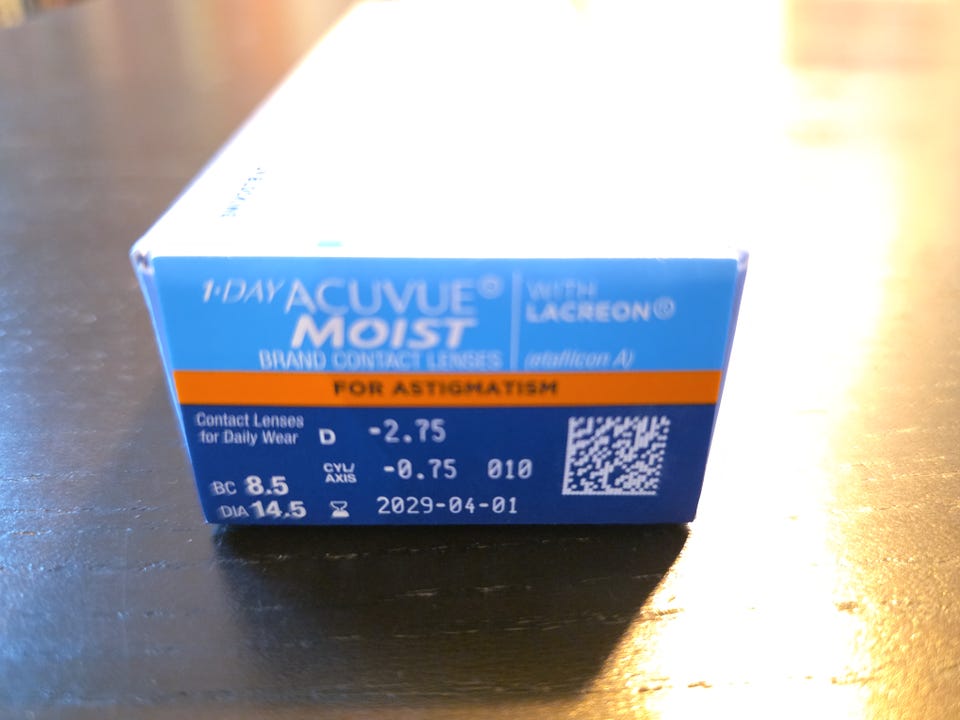 1·DAY ACUVUE®
MOIST
BRAND CONTACT LENSES
WITH
LACREON®
(etafilcon A)
FOR ASTIGMATISM
Contact Lenses
for Daily Wear
D -2.75
CYL/
AXIS -0.75 010
BC 8.5
DIA 14.5
2029-04-01